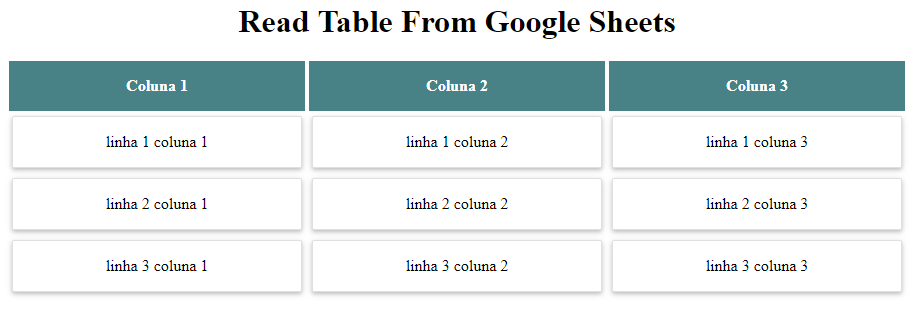 Read Table From Google Sheets
Coluna 1 Coluna 2 Coluna 3
linha 1 coluna 1 linha 1 coluna 2 linha 1 coluna 3
linha 2 coluna 1 linha 2 coluna 2 linha 2 coluna 3
linha 3 coluna 1 linha 3 coluna 2 linha 3 coluna 3